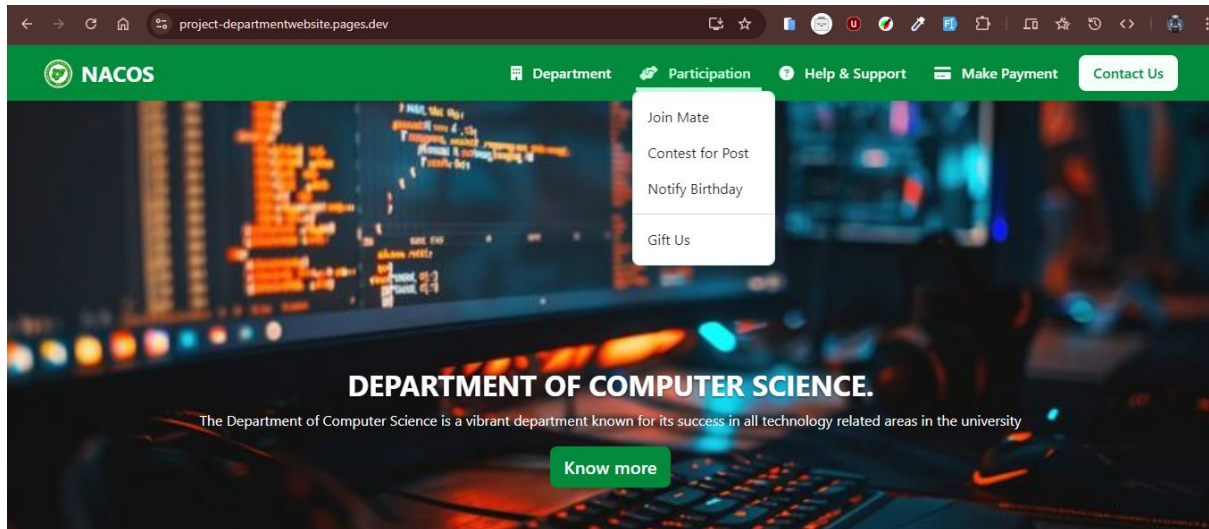 project-departmentwebsite.pages.dev
NACOS
Department
Participation
Help & Support
Make Payment
Contact Us
Join Mate
Contest for Post
Notify Birthday
Gift Us
DEPARTMENT OF COMPUTER SCIENCE.
The Department of Computer Science is a vibrant department known for its success in all technology related areas in the university
Know more